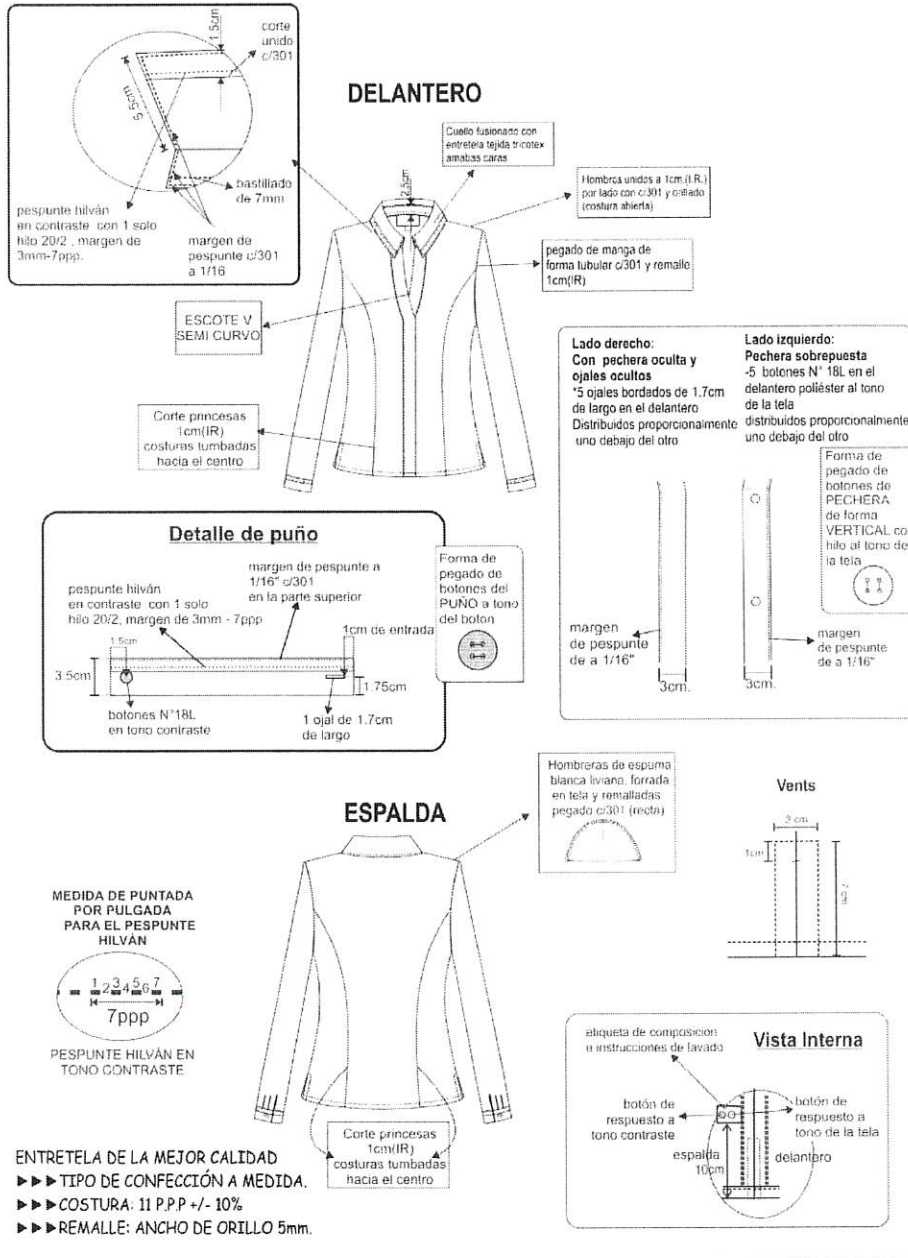 1.5cm
corte
unido
c/301
5.5cm
bastillado
de 7mm
pespunte hilván
en contraste con 1 solo
hilo 20/2 , margen de
3mm-7ppp.
margen de
pespunte c/301
a 1/16
DELANTERO
Cuello fusionado con
entretela tejida tricotex
amabas caras
2.5cm
Hombros unidos a 1cm.(I.R.)
por lado con c/301 y
(costura abierta)
pegado de manga de
forma tubular c/301 y remalle
1cm(IR)
ESCOTE V
SEMI CURVO
Corte princesas
1cm(IR)
costuras tumbadas
hacia el centro
Lado derecho:
Con pechera oculta y
ojales ocultos
*5 ojales bordados de 1.7cm
de largo en el delantero
Distribuidos proporcionalmente
uno debajo del otro
Lado izquierdo:
Pechera sobrepuesta
-5 botones N° 18L en el
delantero poliéster al tono
de la tela
distribuidos proporcionalmente
uno debajo del otro
Forma de
pegado de
botones de
PECHERA
de forma
VERTICAL co
hilo al tono de
la tela
margen
de pespunte
de a 1/16"
3cm.
3cm.
margen
de pespunte
de a 1/16"
Detalle de puño
pespunte hilván
en contraste con 1 solo
hilo 20/2, margen de 3mm - 7ppp
margen de pespunte a
1/16" c/301
en la parte superior
1.5cm
1cm de entrada
3.5cm
1.75cm
botones N°18L
en tono contraste
1 ojal de 1.7cm
de largo
Forma de
pegado de
botones del
PUÑO a tono
del boton
ESPALDA
Hombreras de espuma
blanca liviano, forrada
en tela y remalladas
pegado c/301 (recta)
Vents
2 cm
1cm
MEDIDA DE PUNTADA
POR PULGADA
PARA EL PESPUNTE
HILVÁN
1 2 3 4 5 6 7
7ppp
PESPUNTE HILVÁN EN
TONO CONTRASTE
Corte princesas
1cm(IR)
costuras tumbadas
hacia el centro
etiqueta de composicion
e instrucciones de lavado
Vista Interna
botón de
respuesto a
tono contraste
botón de
respuesto a
tono de la tela
espalda
10cm
delantero
ENTRETELA DE LA MEJOR CALIDAD
►►►TIPO DE CONFECCIÓN A MEDIDA.
►►►COSTURA: 11 P.P.P +/- 10%
►►►REMALLE: ANCHO DE ORILLO 5mm.